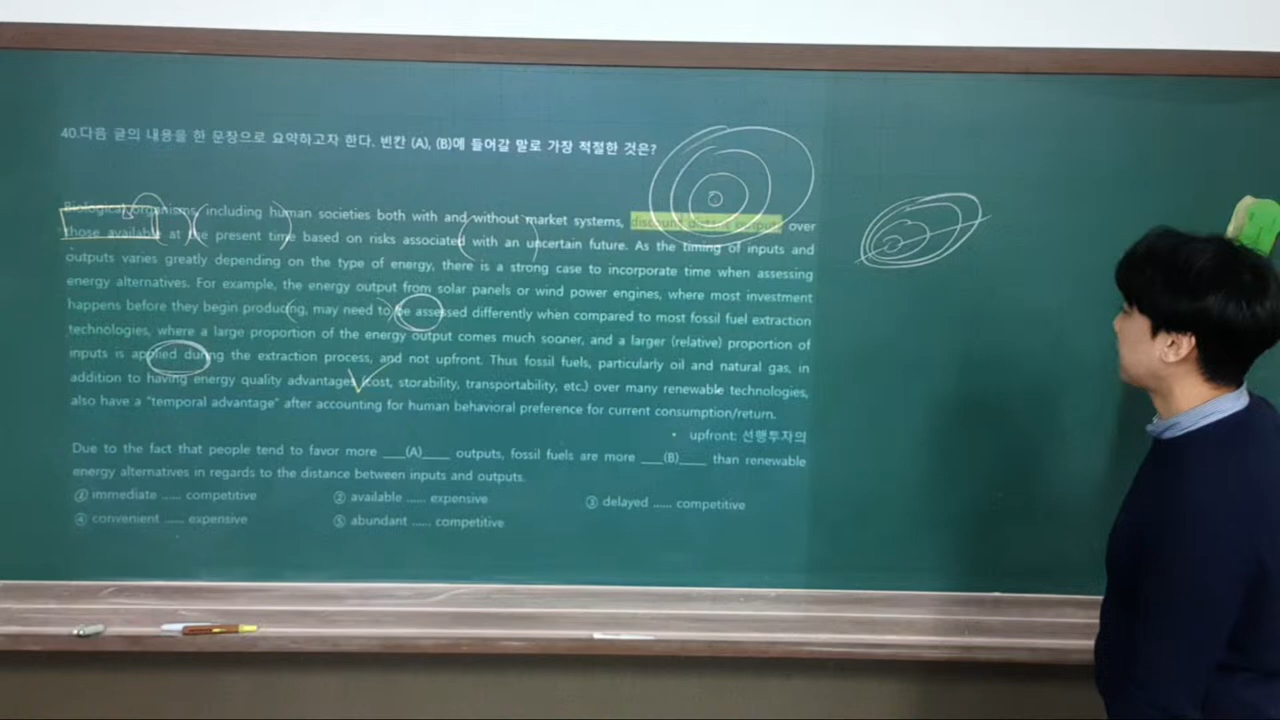 40.다음 글의 내용을 한 문장으로 요약하고자 한다. 빈칸 (A), (B)에 들어갈 말로 가장 적절한 것은?
Biological organisms, including human societies both with and without market systems, discount distant outputs over
those available at the present time based on risks associated with an uncertain future. As the timing of inputs and
outputs varies greatly depending on the type of energy, there is a strong case to incorporate time when assessing
energy alternatives. For example, the energy output from solar panels or wind power engines, where most investment
happens before they begin producing, may need to be assessed differently when compared to most fossil fuel extraction
technologies, where a large proportion of the energy output comes much sooner, and a larger (relative) proportion of
inputs is applied during the extraction process, and not upfront. Thus fossil fuels, particularly oil and natural gas, in
addition to having energy quality advantages (cost, storability, transportability, etc.) over many renewable technologies,
also have a "temporal advantage" after accounting for human behavioral preference for current consumption/return.
• upfront: 선행투자의
Due to the fact that people tend to favor more ___(A)___ outputs, fossil fuels are more ___(B)___ than renewable
energy alternatives in regards to the distance between inputs and outputs.
① immediate ...... competitive ② available ...... expensive ③ delayed ...... competitive
④ convenient ...... expensive ⑤ abundant ...... competitive